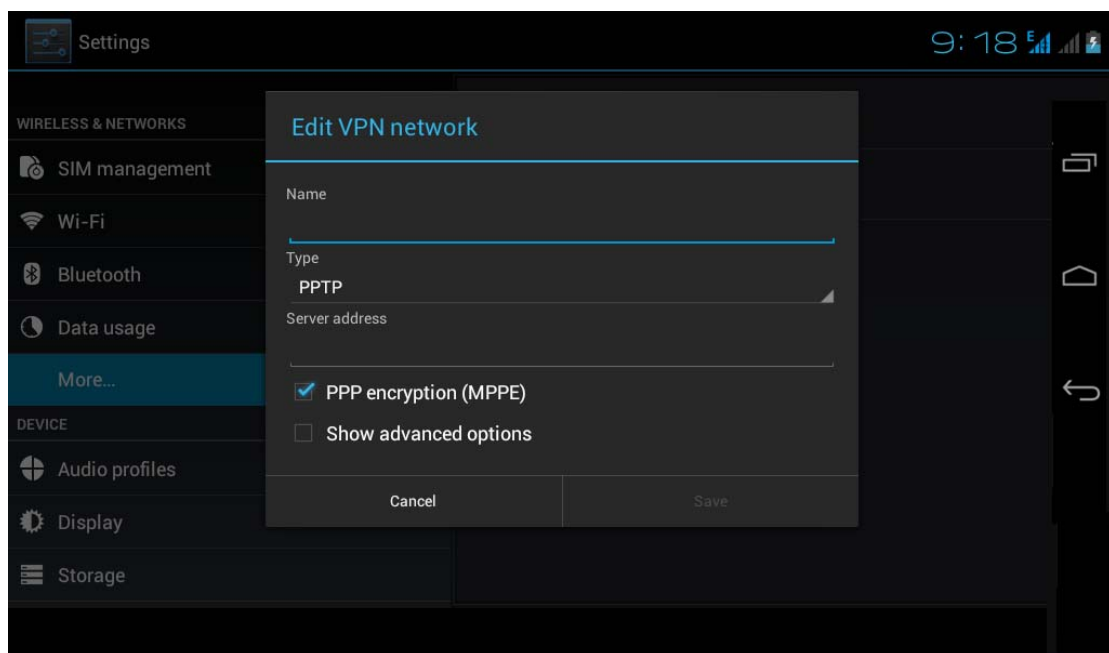 Settings
9:18 E
WIRELESS & NETWORKS
SIM management
Wi-Fi
Bluetooth
Data usage
More...
DEVICE
Audio profiles
Display
Storage
Edit VPN network
Name
Type
PPTP
Server address
PPP encryption (MPPE)
Show advanced options
Cancel
Save